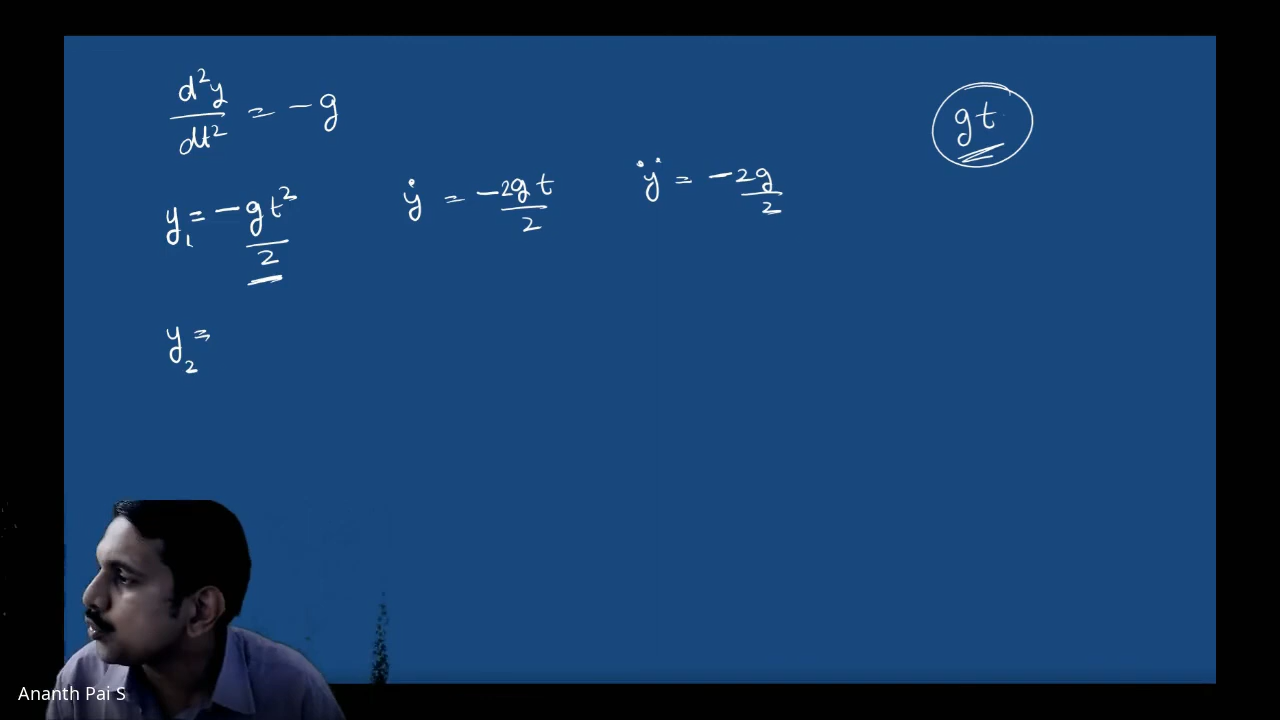 d²y/dt² = -g
gt
y₁ = -gt²/2    ẏ = -2gt/2    ÿ = -2g/2
y₂ =
Ananth Pai S